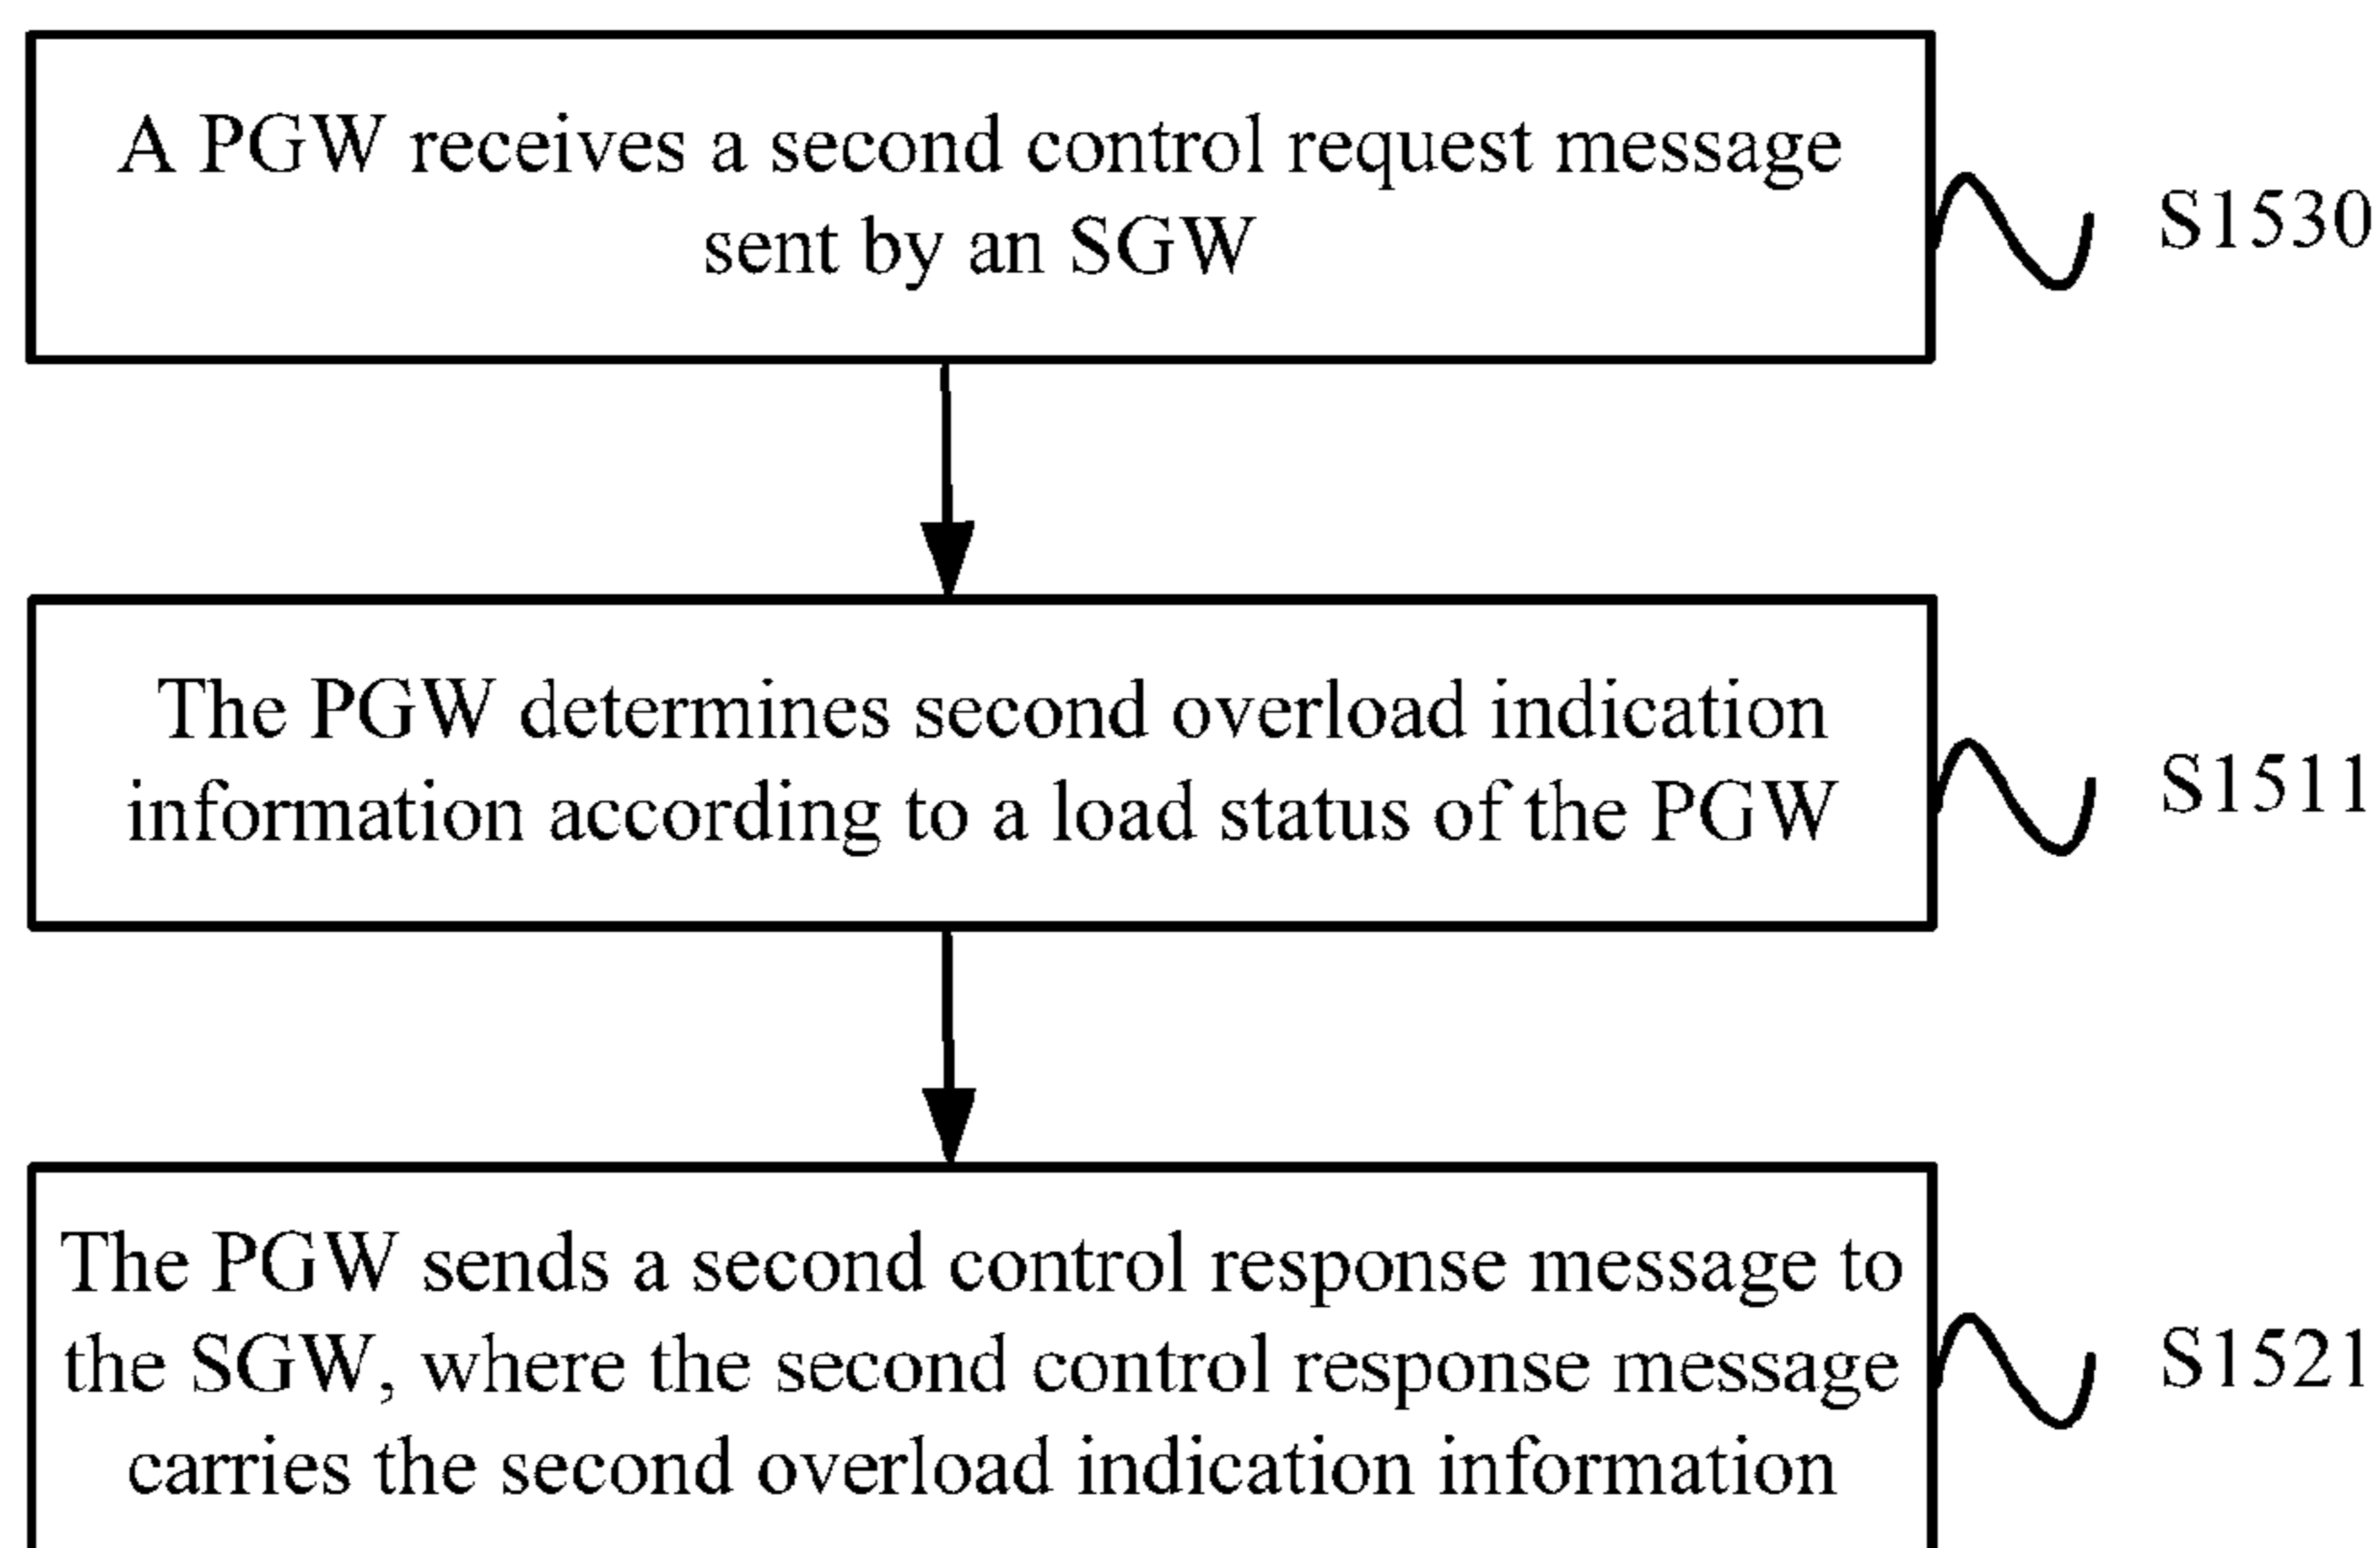 A PGW receives a second control request message
sent by an SGW
S1530
The PGW determines second overload indication
information according to a load status of the PGW
S1511
The PGW sends a second control response message to
the SGW, where the second control response message
carries the second overload indication information
S1521